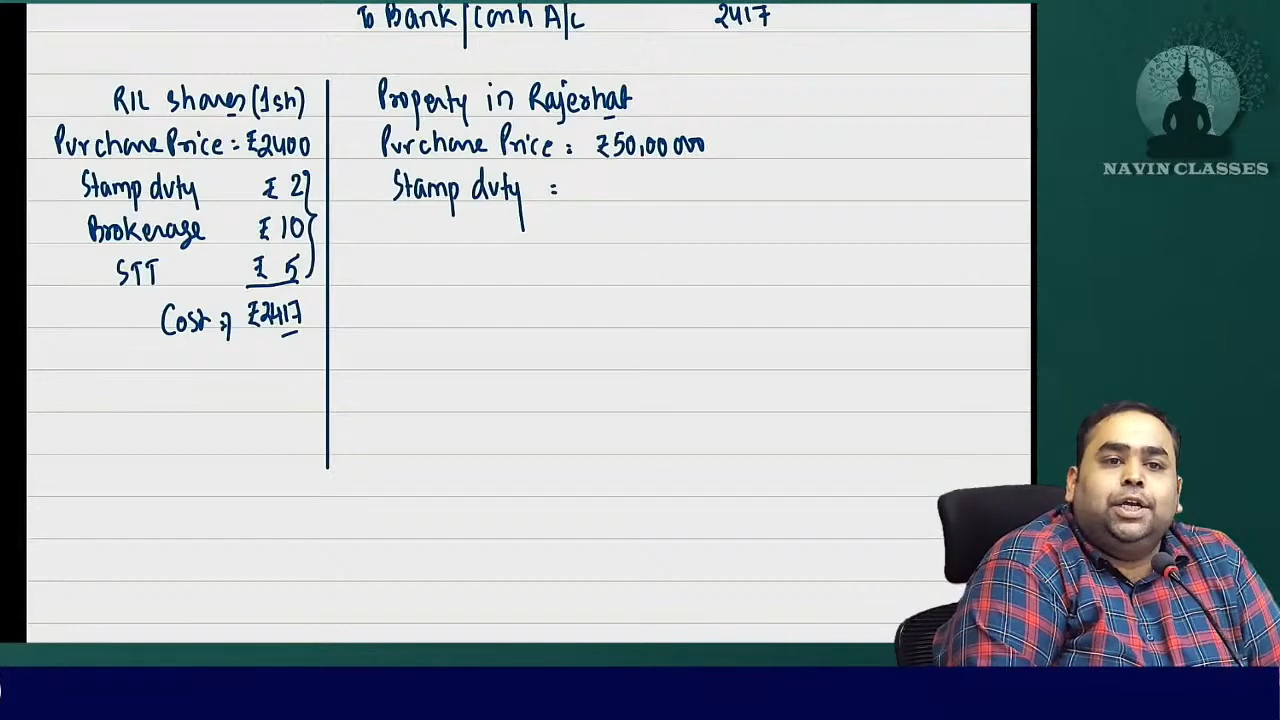 To Bank/Cash A/c 2417
RIL shares (1sh)
Purchase Price = ₹2400
Stamp duty ₹ 2
Brokerage ₹ 10
STT ₹ 5
Cost ⇒ ₹2417
Property in Rajerhat
Purchase Price = ₹50,00 000
Stamp duty =
NAVIN CLASSES